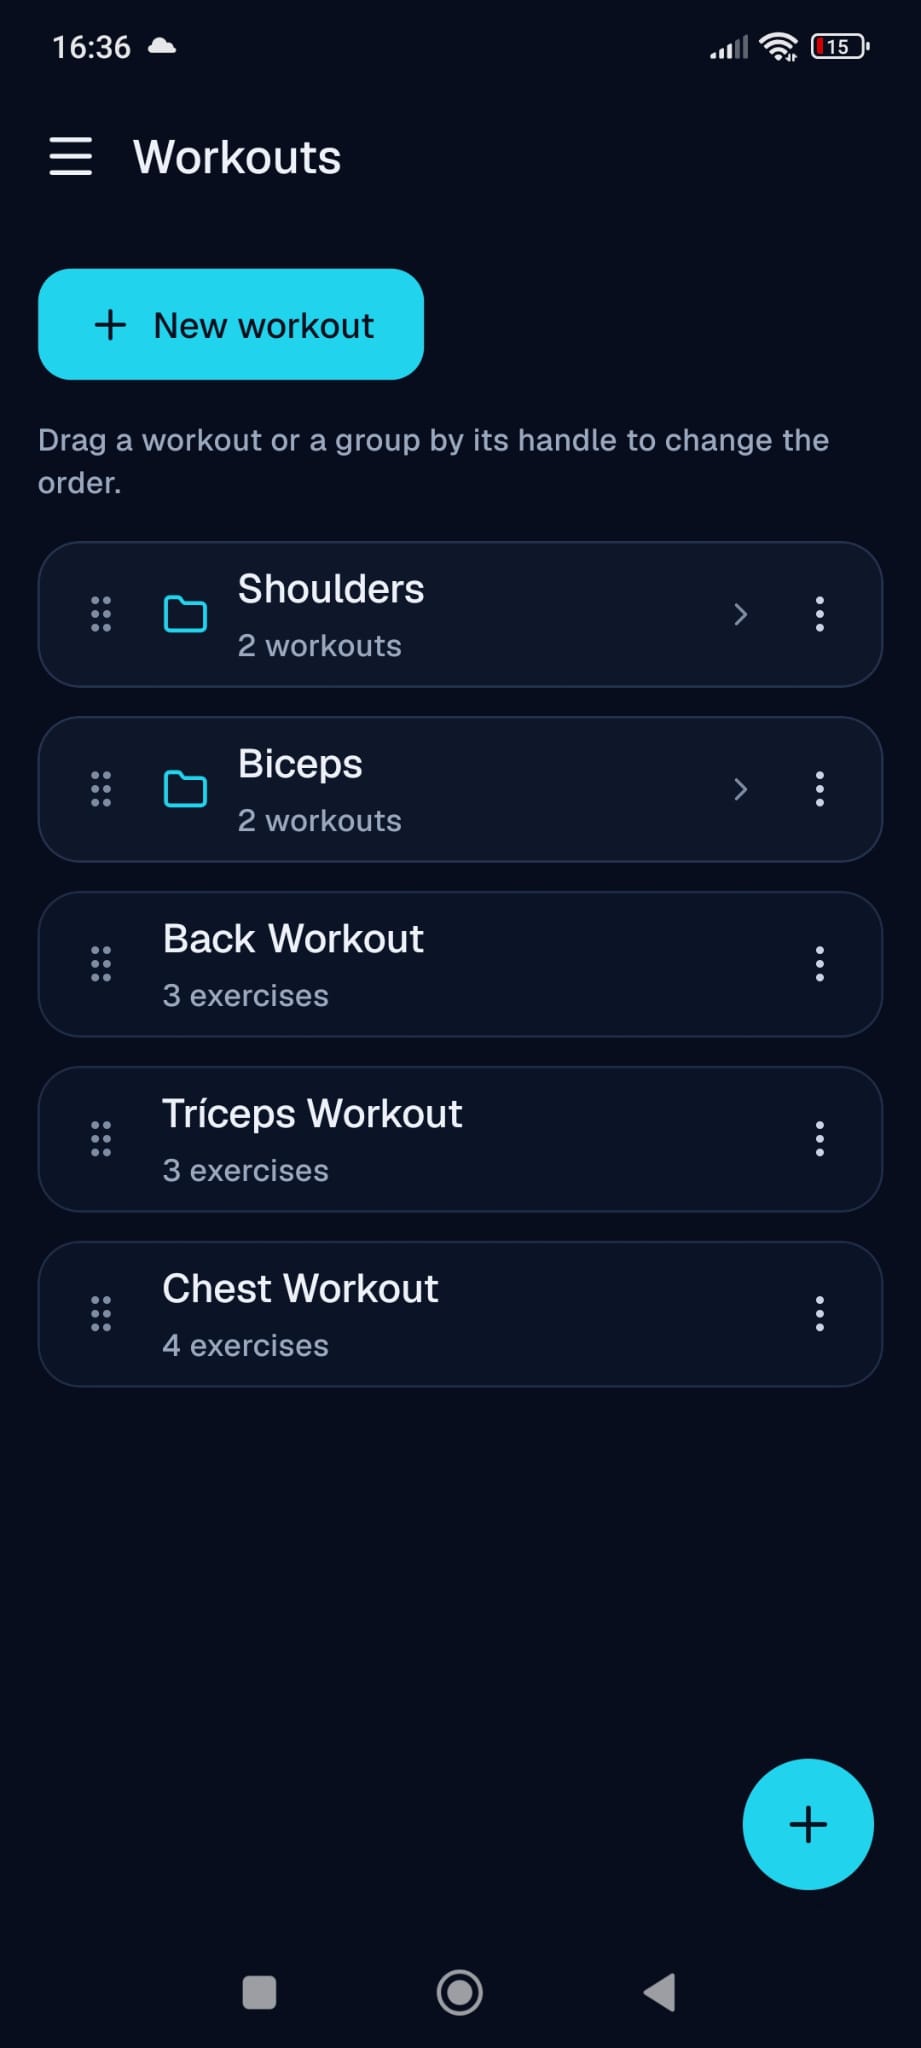 16:36
15
Workouts
+ New workout
Drag a workout or a group by its handle to change the
order.
Shoulders
2 workouts
Biceps
2 workouts
Back Workout
3 exercises
Tríceps Workout
3 exercises
Chest Workout
4 exercises
+